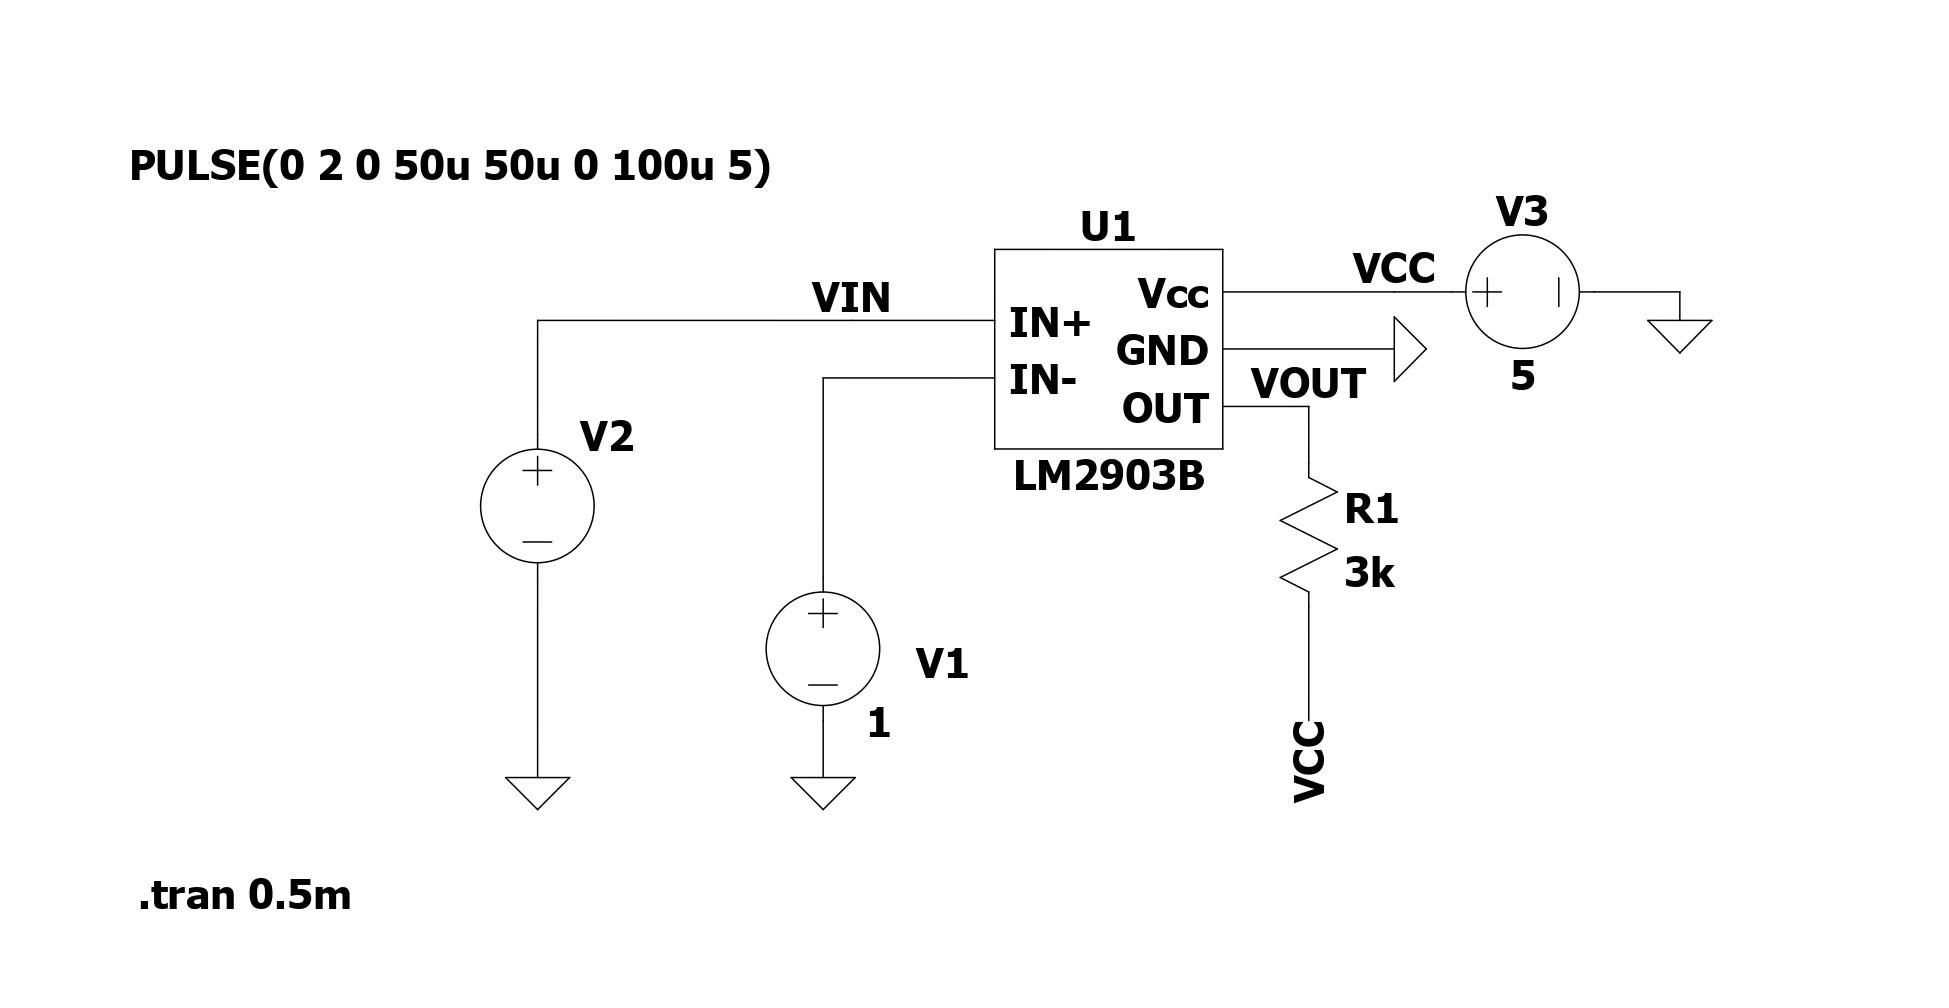 PULSE(0 2 0 50u 50u 0 100u 5)
V3
U1
VCC
VIN
Vcc
IN+
GND
IN-
VOUT
5
OUT
V2
LM2903B
R1
3k
V1
1
VCC
.tran 0.5m